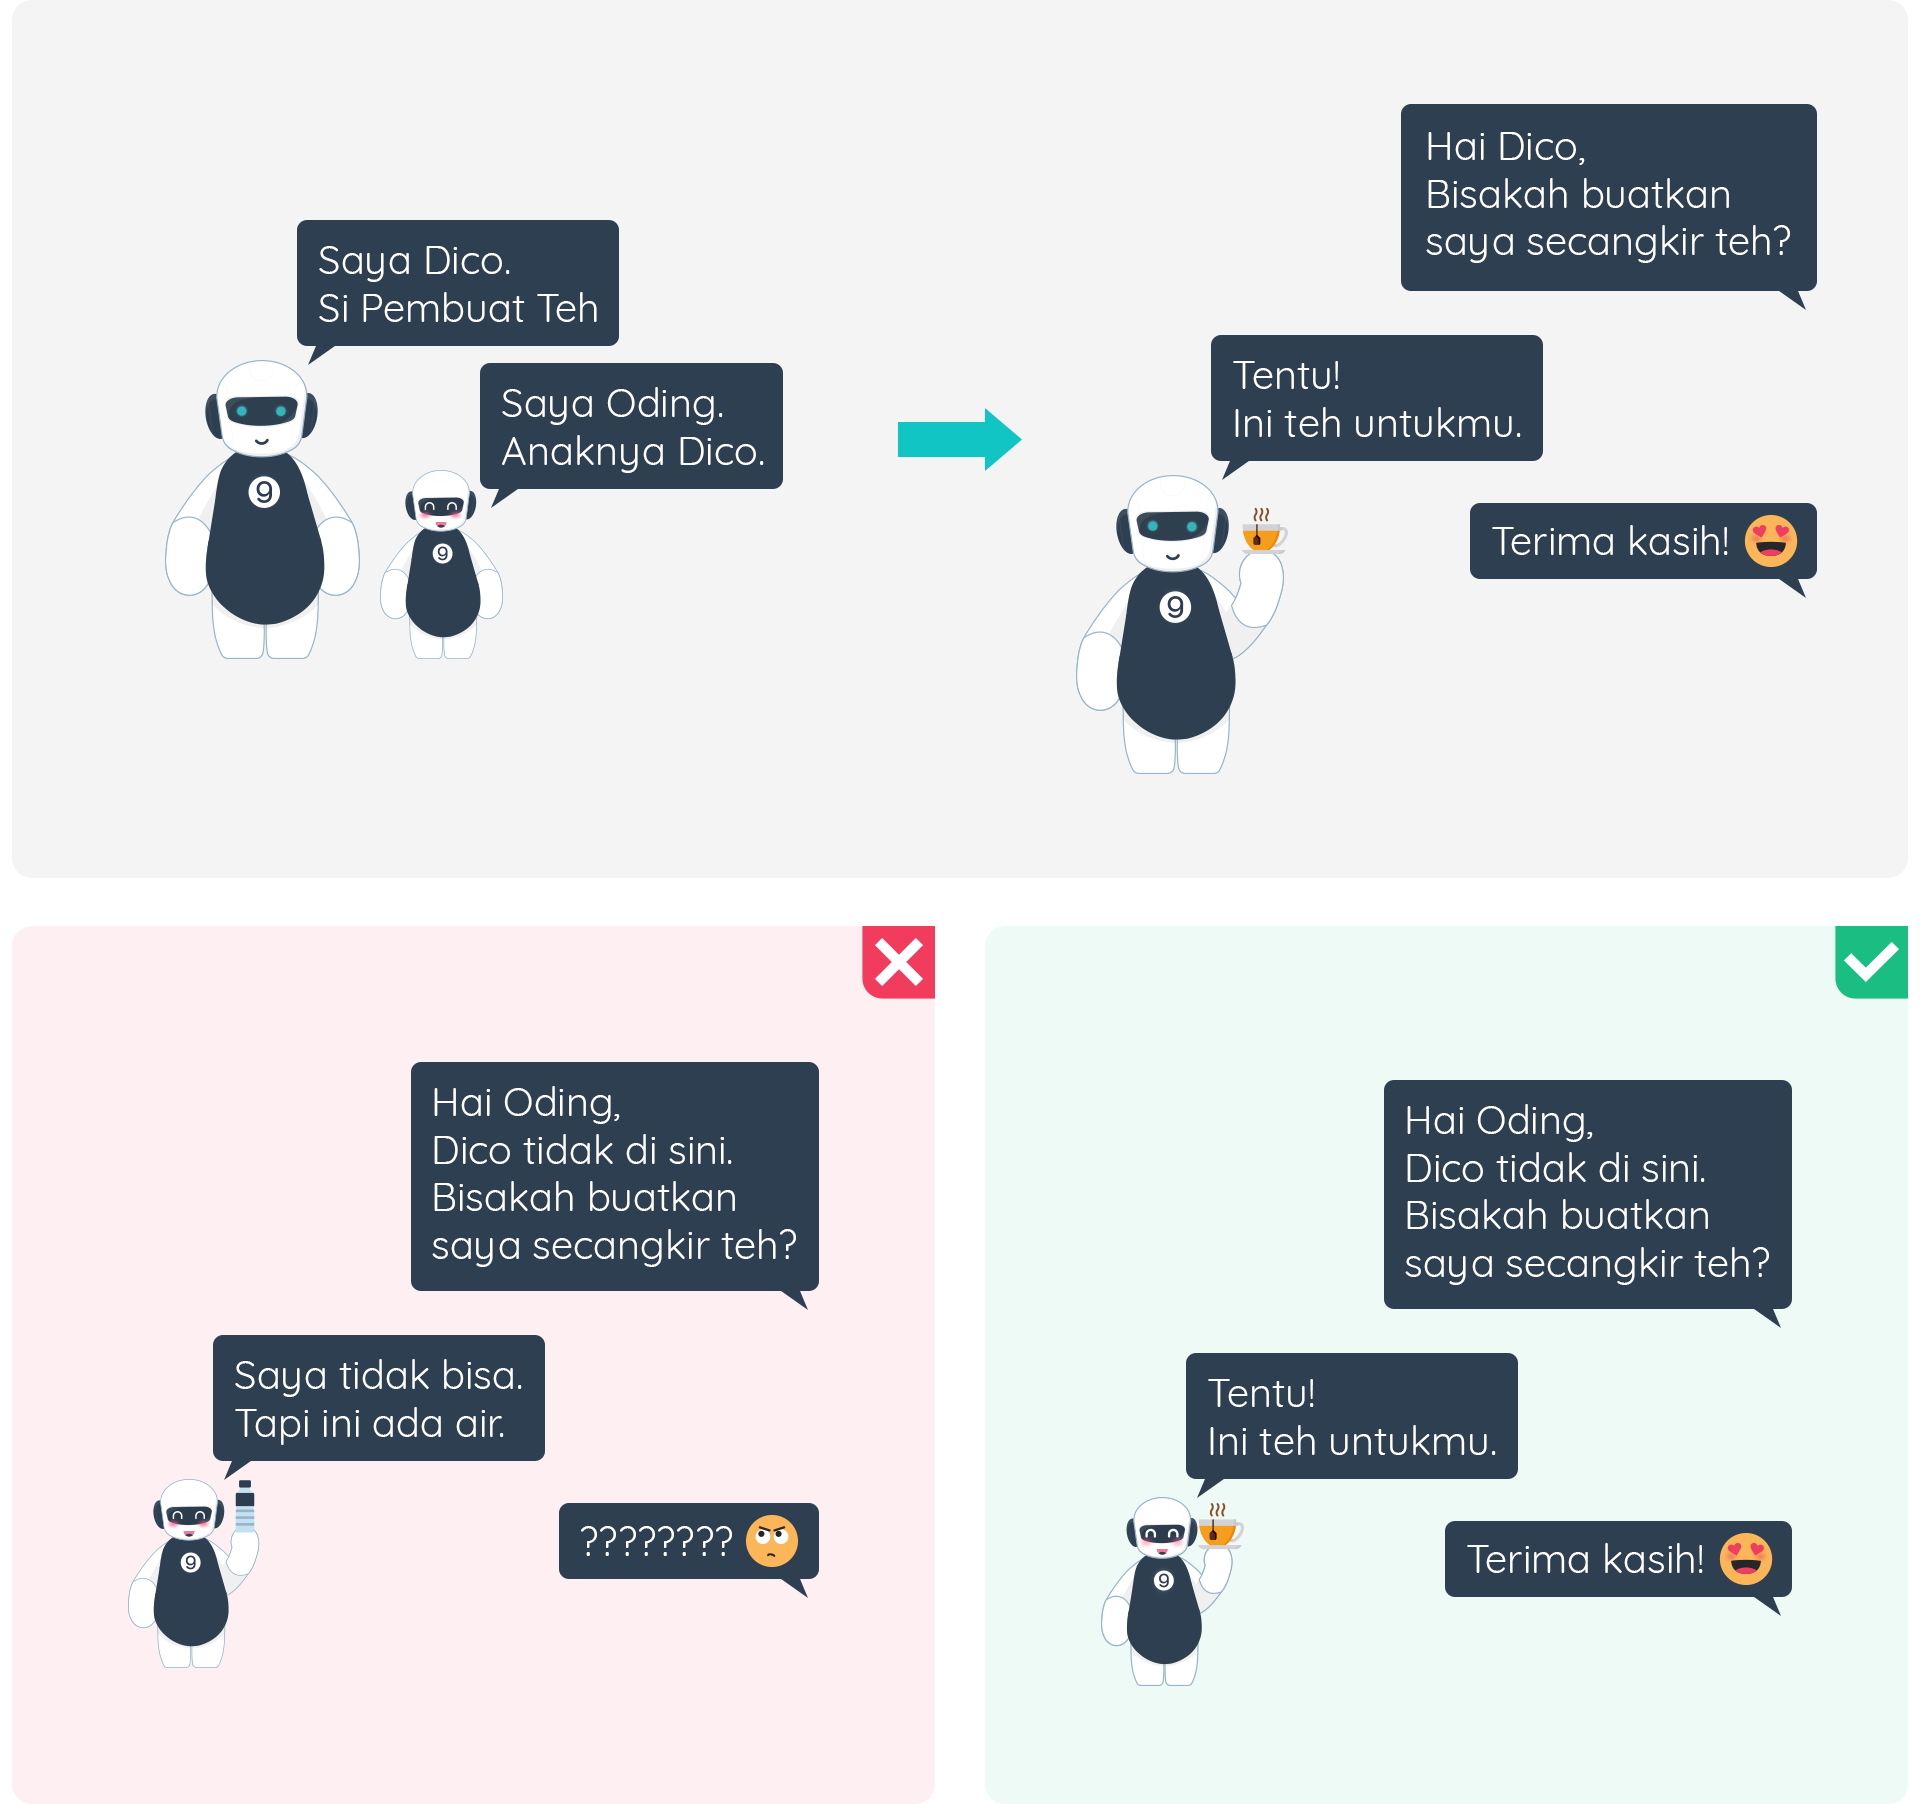 Saya Dico.
Si Pembuat Teh
Saya Oding.
Anaknya Dico.
9
9
Hai Dico,
Bisakah buatkan
saya secangkir teh?
Tentu!
Ini teh untukmu.
Terima kasih!
9
Hai Oding,
Dico tidak di sini.
Bisakah buatkan
saya secangkir teh?
Saya tidak bisa.
Tapi ini ada air.
????????
9
Hai Oding,
Dico tidak di sini.
Bisakah buatkan
saya secangkir teh?
Tentu!
Ini teh untukmu.
Terima kasih!
9